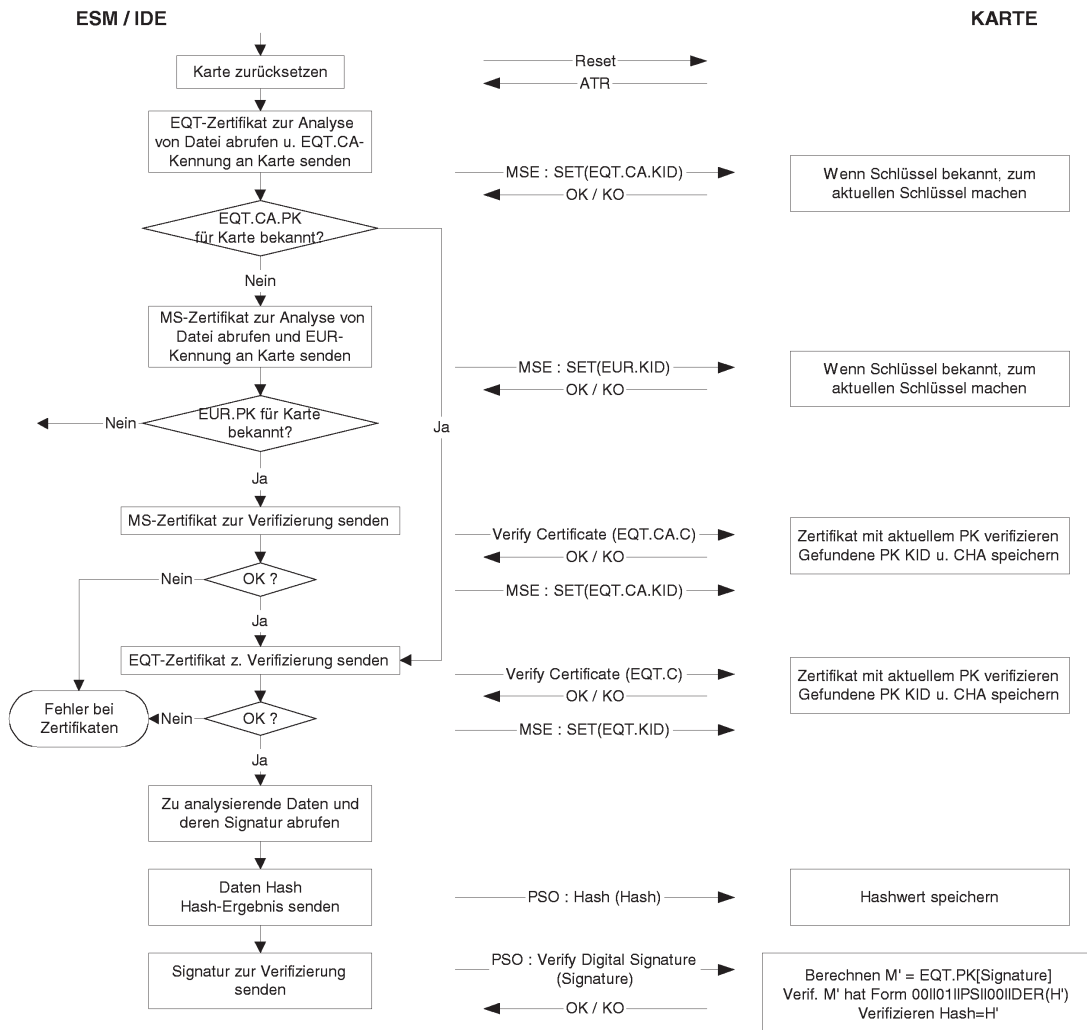 ESM / IDE
KARTE
Karte zurücksetzen
Reset
ATR
EQT-Zertifikat zur Analyse
von Datei abrufen u. EQT.CA-
Kennung an Karte senden
MSE : SET(EQT.CA.KID)
OK / KO
Wenn Schlüssel bekannt, zum
aktuellen Schlüssel machen
EQT.CA.PK
für Karte bekannt?
Nein
MS-Zertifikat zur Analyse von
Datei abrufen und EUR-
Kennung an Karte senden
MSE : SET(EUR.KID)
OK / KO
Wenn Schlüssel bekannt, zum
aktuellen Schlüssel machen
Nein
EUR.PK für Karte
bekannt?
Ja
Ja
MS-Zertifikat zur Verifizierung senden
Verify Certificate (EQT.CA.C)
OK / KO
Zertifikat mit aktuellem PK verifizieren
Gefundene PK KID u. CHA speichern
Nein
OK ?
MSE : SET(EQT.CA.KID)
Ja
EQT-Zertifikat z. Verifizierung senden
Verify Certificate (EQT.C)
OK / KO
Zertifikat mit aktuellem PK verifizieren
Gefundene PK KID u. CHA speichern
Fehler bei
Zertifikaten
Nein
OK ?
MSE : SET(EQT.KID)
Ja
Zu analysierende Daten und
deren Signatur abrufen
Daten Hash
Hash-Ergebnis senden
PSO : Hash (Hash)
Hashwert speichern
Signatur zur Verifizierung
senden
PSO : Verify Digital Signature
(Signature)
OK / KO
Berechnen M' = EQT.PK[Signature]
Verif. M' hat Form 00||01||PS||00||DER(H')
Verifizieren Hash=H'